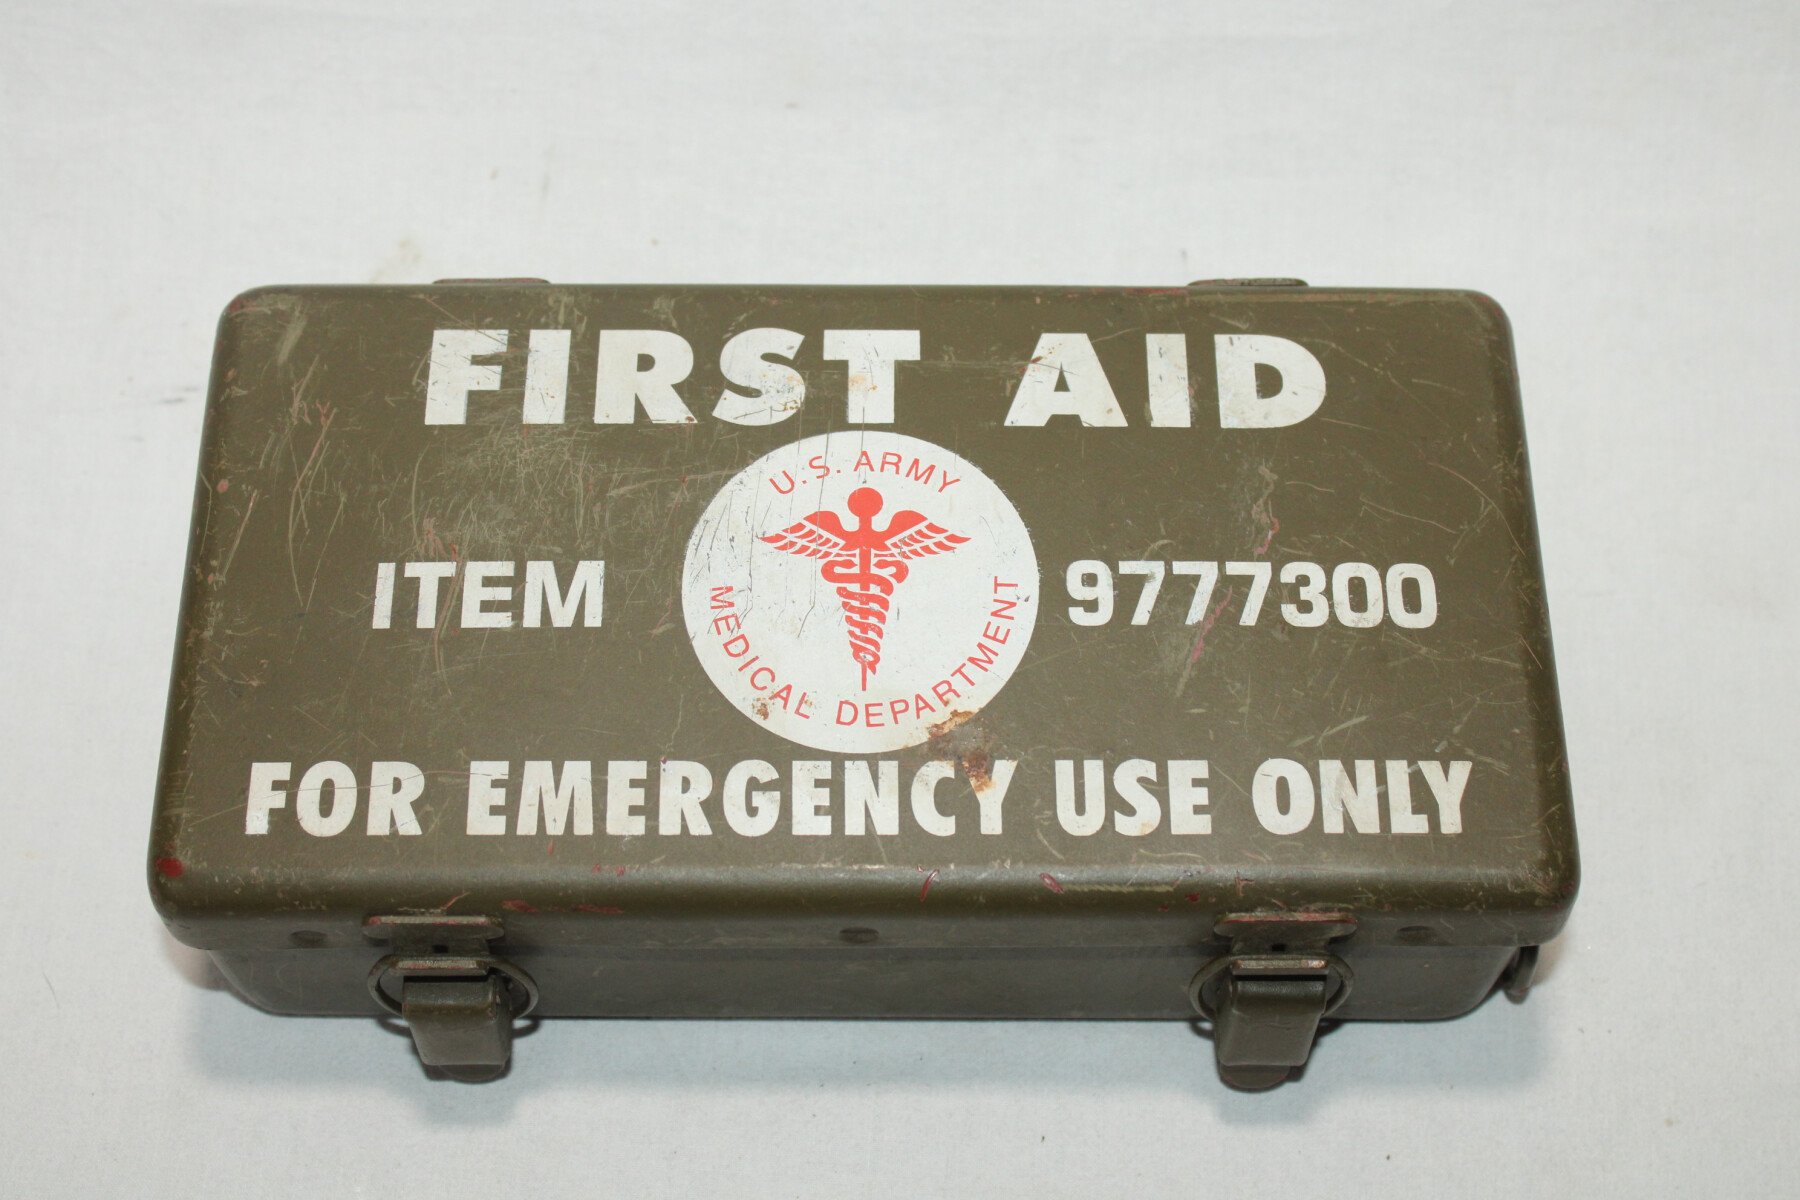 FIRST AID
U.S. ARMY
ITEM 9777300
MEDICAL DEPARTMENT
FOR EMERGENCY USE ONLY